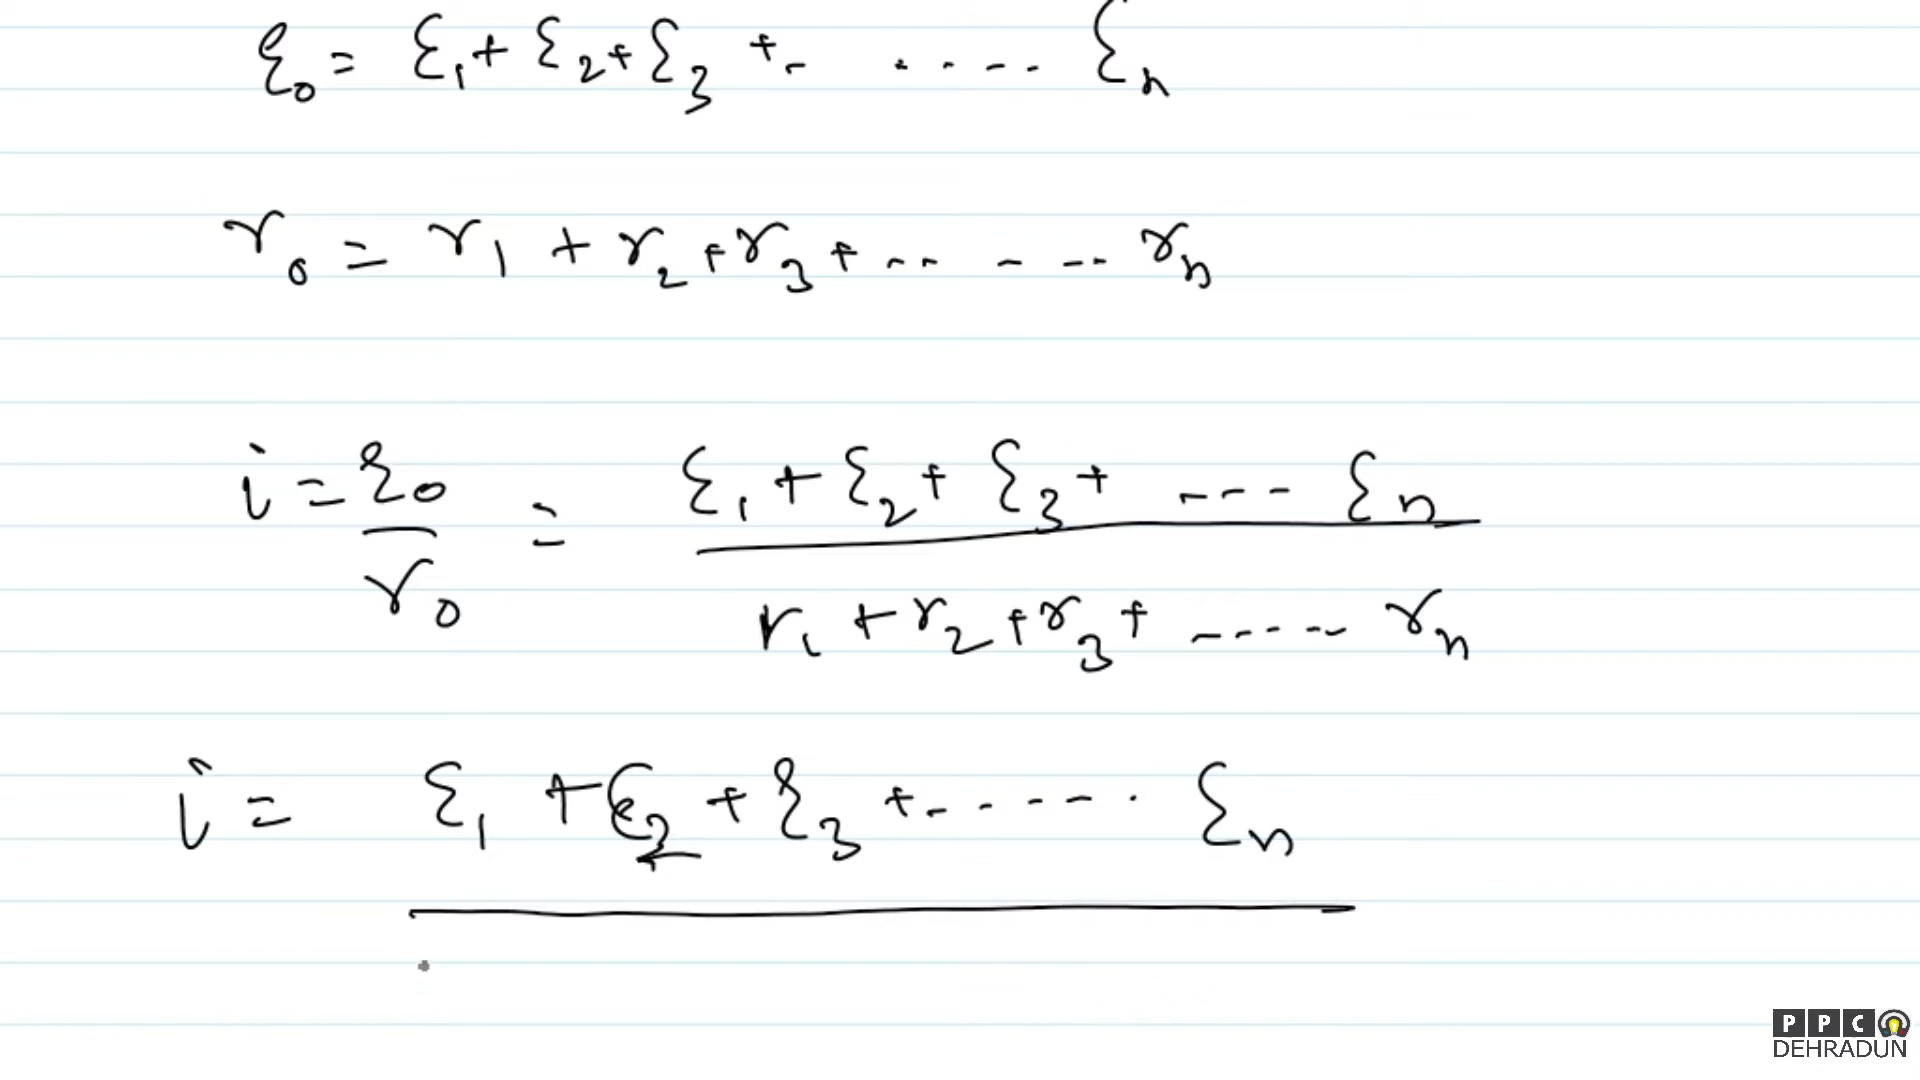 ε₀ = ε₁ + ε₂ + ε₃ +- ..... εₙ
r₀ = r₁ + r₂ + r₃ + .. - -.. rₙ
i = ε₀/r₀ = (ε₁ + ε₂ + ε₃ + --- εₙ)/(r₁ + r₂ + r₃ + ..... rₙ)
i = ε₁ + ε₂ + ε₃ + ...... εₙ
PPC
DEHRADUN